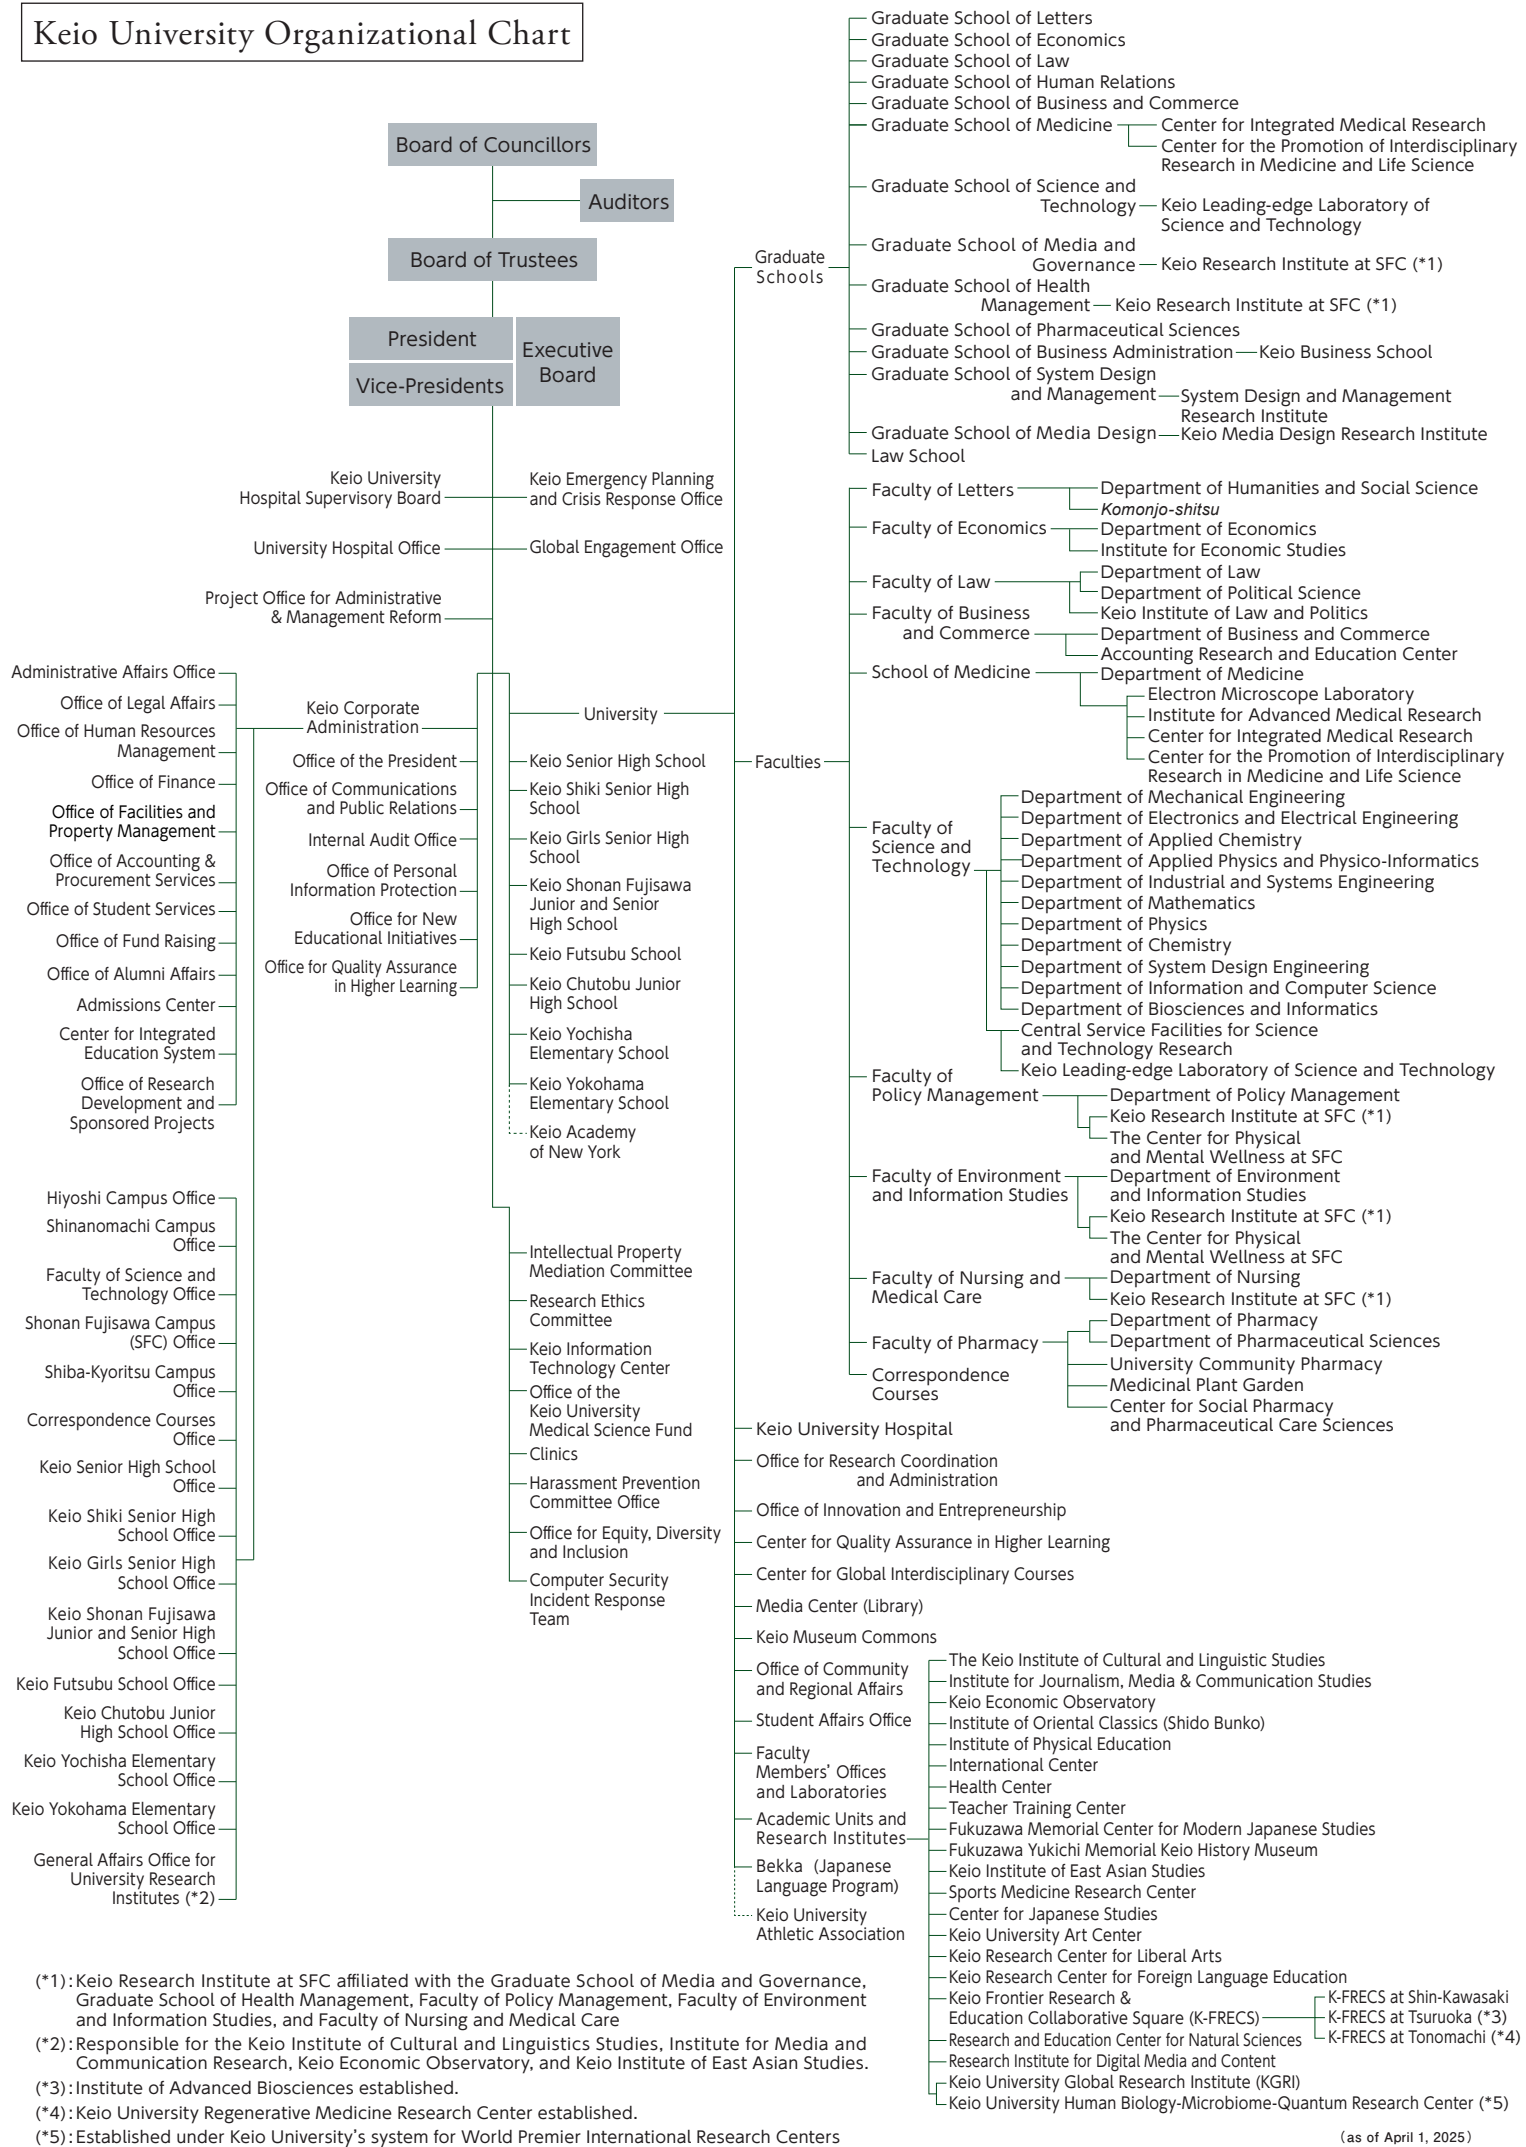 Keio University Organizational Chart
Board of Councillors
Auditors
Board of Trustees
President
Vice-Presidents
Executive
Board
Keio University
Hospital Supervisory Board
Keio Emergency Planning
and Crisis Response Office
University Hospital Office
Global Engagement Office
Project Office for Administrative
& Management Reform
Keio Corporate
Administration
Administrative Affairs Office
Office of Legal Affairs
Office of Human Resources
Management
Office of Finance
Office of Facilities and
Property Management
Office of Accounting &
Procurement Services
Office of Student Services
Office of Fund Raising
Office of Alumni Affairs
Admissions Center
Center for Integrated
Education System
Office of Research
Development and
Sponsored Projects
Hiyoshi Campus Office
Shinanomachi Campus
Office
Faculty of Science and
Technology Office
Shonan Fujisawa Campus
(SFC) Office
Shiba-Kyoritsu Campus
Office
Correspondence Courses
Office
Keio Senior High School
Office
Keio Shiki Senior High
School Office
Keio Girls Senior High
School Office
Keio Shonan Fujisawa
Junior and Senior High
School Office
Keio Futsubu School Office
Keio Chutobu Junior
High School Office
Keio Yochisha Elementary
School Office
Keio Yokohama Elementary
School Office
General Affairs Office for
University Research
Institutes (*2)
Office of the President
Office of Communications
and Public Relations
Internal Audit Office
Office of Personal
Information Protection
Office for New
Educational Initiatives
Office for Quality Assurance
in Higher Learning
University
Keio Senior High School
Keio Shiki Senior High
School
Keio Girls Senior High
School
Keio Shonan Fujisawa
Junior and Senior
High School
Keio Futsubu School
Keio Chutobu Junior
High School
Keio Yochisha
Elementary School
Keio Yokohama
Elementary School
Keio Academy
of New York
Intellectual Property
Mediation Committee
Research Ethics
Committee
Keio Information
Technology Center
Office of the
Keio University
Medical Science Fund
Clinics
Harassment Prevention
Committee Office
Office for Equity, Diversity
and Inclusion
Computer Security
Incident Response
Team
Graduate
Schools
Graduate School of Letters
Graduate School of Economics
Graduate School of Law
Graduate School of Human Relations
Graduate School of Business and Commerce
Graduate School of Medicine
Center for Integrated Medical Research
Center for the Promotion of Interdisciplinary
Research in Medicine and Life Science
Graduate School of Science and
Technology
Keio Leading-edge Laboratory of
Science and Technology
Graduate School of Media and
Governance
Keio Research Institute at SFC (*1)
Graduate School of Health
Management
Keio Research Institute at SFC (*1)
Graduate School of Pharmaceutical Sciences
Graduate School of Business Administration
Keio Business School
Graduate School of System Design
and Management
System Design and Management
Research Institute
Graduate School of Media Design
Keio Media Design Research Institute
Law School
Faculties
Faculty of Letters
Department of Humanities and Social Science
Komonjo-shitsu
Faculty of Economics
Department of Economics
Institute for Economic Studies
Faculty of Law
Department of Law
Department of Political Science
Keio Institute of Law and Politics
Faculty of Business
and Commerce
Department of Business and Commerce
Accounting Research and Education Center
School of Medicine
Department of Medicine
Electron Microscope Laboratory
Institute for Advanced Medical Research
Center for Integrated Medical Research
Center for the Promotion of Interdisciplinary
Research in Medicine and Life Science
Faculty of
Science and
Technology
Department of Mechanical Engineering
Department of Electronics and Electrical Engineering
Department of Applied Chemistry
Department of Applied Physics and Physico-Informatics
Department of Industrial and Systems Engineering
Department of Mathematics
Department of Physics
Department of Chemistry
Department of System Design Engineering
Department of Information and Computer Science
Department of Biosciences and Informatics
Central Service Facilities for Science
and Technology Research
Keio Leading-edge Laboratory of Science and Technology
Faculty of
Policy Management
Department of Policy Management
Keio Research Institute at SFC (*1)
The Center for Physical
and Mental Wellness at SFC
Faculty of Environment
and Information Studies
Department of Environment
and Information Studies
Keio Research Institute at SFC (*1)
The Center for Physical
and Mental Wellness at SFC
Faculty of Nursing and
Medical Care
Department of Nursing
Keio Research Institute at SFC (*1)
Faculty of Pharmacy
Department of Pharmacy
Department of Pharmaceutical Sciences
University Community Pharmacy
Medicinal Plant Garden
Center for Social Pharmacy
and Pharmaceutical Care Sciences
Correspondence
Courses
Keio University Hospital
Office for Research Coordination
and Administration
Office of Innovation and Entrepreneurship
Center for Quality Assurance in Higher Learning
Center for Global Interdisciplinary Courses
Media Center (Library)
Keio Museum Commons
Office of Community
and Regional Affairs
Student Affairs Office
Faculty
Members' Offices
and Laboratories
Academic Units and
Research Institutes
Bekka (Japanese
Language Program)
Keio University
Athletic Association
The Keio Institute of Cultural and Linguistic Studies
Institute for Journalism, Media & Communication Studies
Keio Economic Observatory
Institute of Oriental Classics (Shido Bunko)
Institute of Physical Education
International Center
Health Center
Teacher Training Center
Fukuzawa Memorial Center for Modern Japanese Studies
Fukuzawa Yukichi Memorial Keio History Museum
Keio Institute of East Asian Studies
Sports Medicine Research Center
Center for Japanese Studies
Keio University Art Center
Keio Research Center for Liberal Arts
Keio Research Center for Foreign Language Education
Keio Frontier Research &
Education Collaborative Square (K-FRECS)
K-FRECS at Shin-Kawasaki
K-FRECS at Tsuruoka (*3)
K-FRECS at Tonomachi (*4)
Research and Education Center for Natural Sciences
Research Institute for Digital Media and Content
Keio University Global Research Institute (KGRI)
Keio University Human Biology-Microbiome-Quantum Research Center (*5)
(*1): Keio Research Institute at SFC affiliated with the Graduate School of Media and Governance,
Graduate School of Health Management, Faculty of Policy Management, Faculty of Environment
and Information Studies, and Faculty of Nursing and Medical Care
(*2): Responsible for the Keio Institute of Cultural and Linguistics Studies, Institute for Media and
Communication Research, Keio Economic Observatory, and Keio Institute of East Asian Studies.
(*3): Institute of Advanced Biosciences established.
(*4): Keio University Regenerative Medicine Research Center established.
(*5): Established under Keio University's system for World Premier International Research Centers
(as of April 1, 2025)